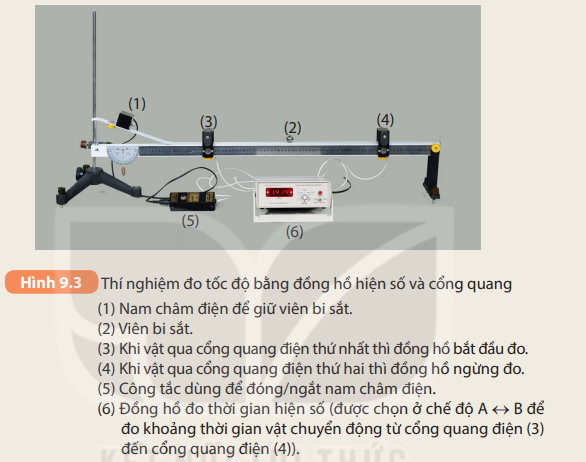 (1)
(3)
(2)
(4)
(5)
(6)
Hình 9.3 Thí nghiệm đo tốc độ bằng đồng hồ hiện số và cổng quang
(1) Nam châm điện để giữ viên bi sắt.
(2) Viên bi sắt.
(3) Khi vật qua cổng quang điện thứ nhất thì đồng hồ bắt đầu đo.
(4) Khi vật qua cổng quang điện thứ hai thì đồng hồ ngừng đo.
(5) Công tắc dùng để đóng/ngắt nam châm điện.
(6) Đồng hồ đo thời gian hiện số (được chọn ở chế độ A ↔ B để
đo khoảng thời gian vật chuyển động từ cổng quang điện (3)
đến cổng quang điện (4)).